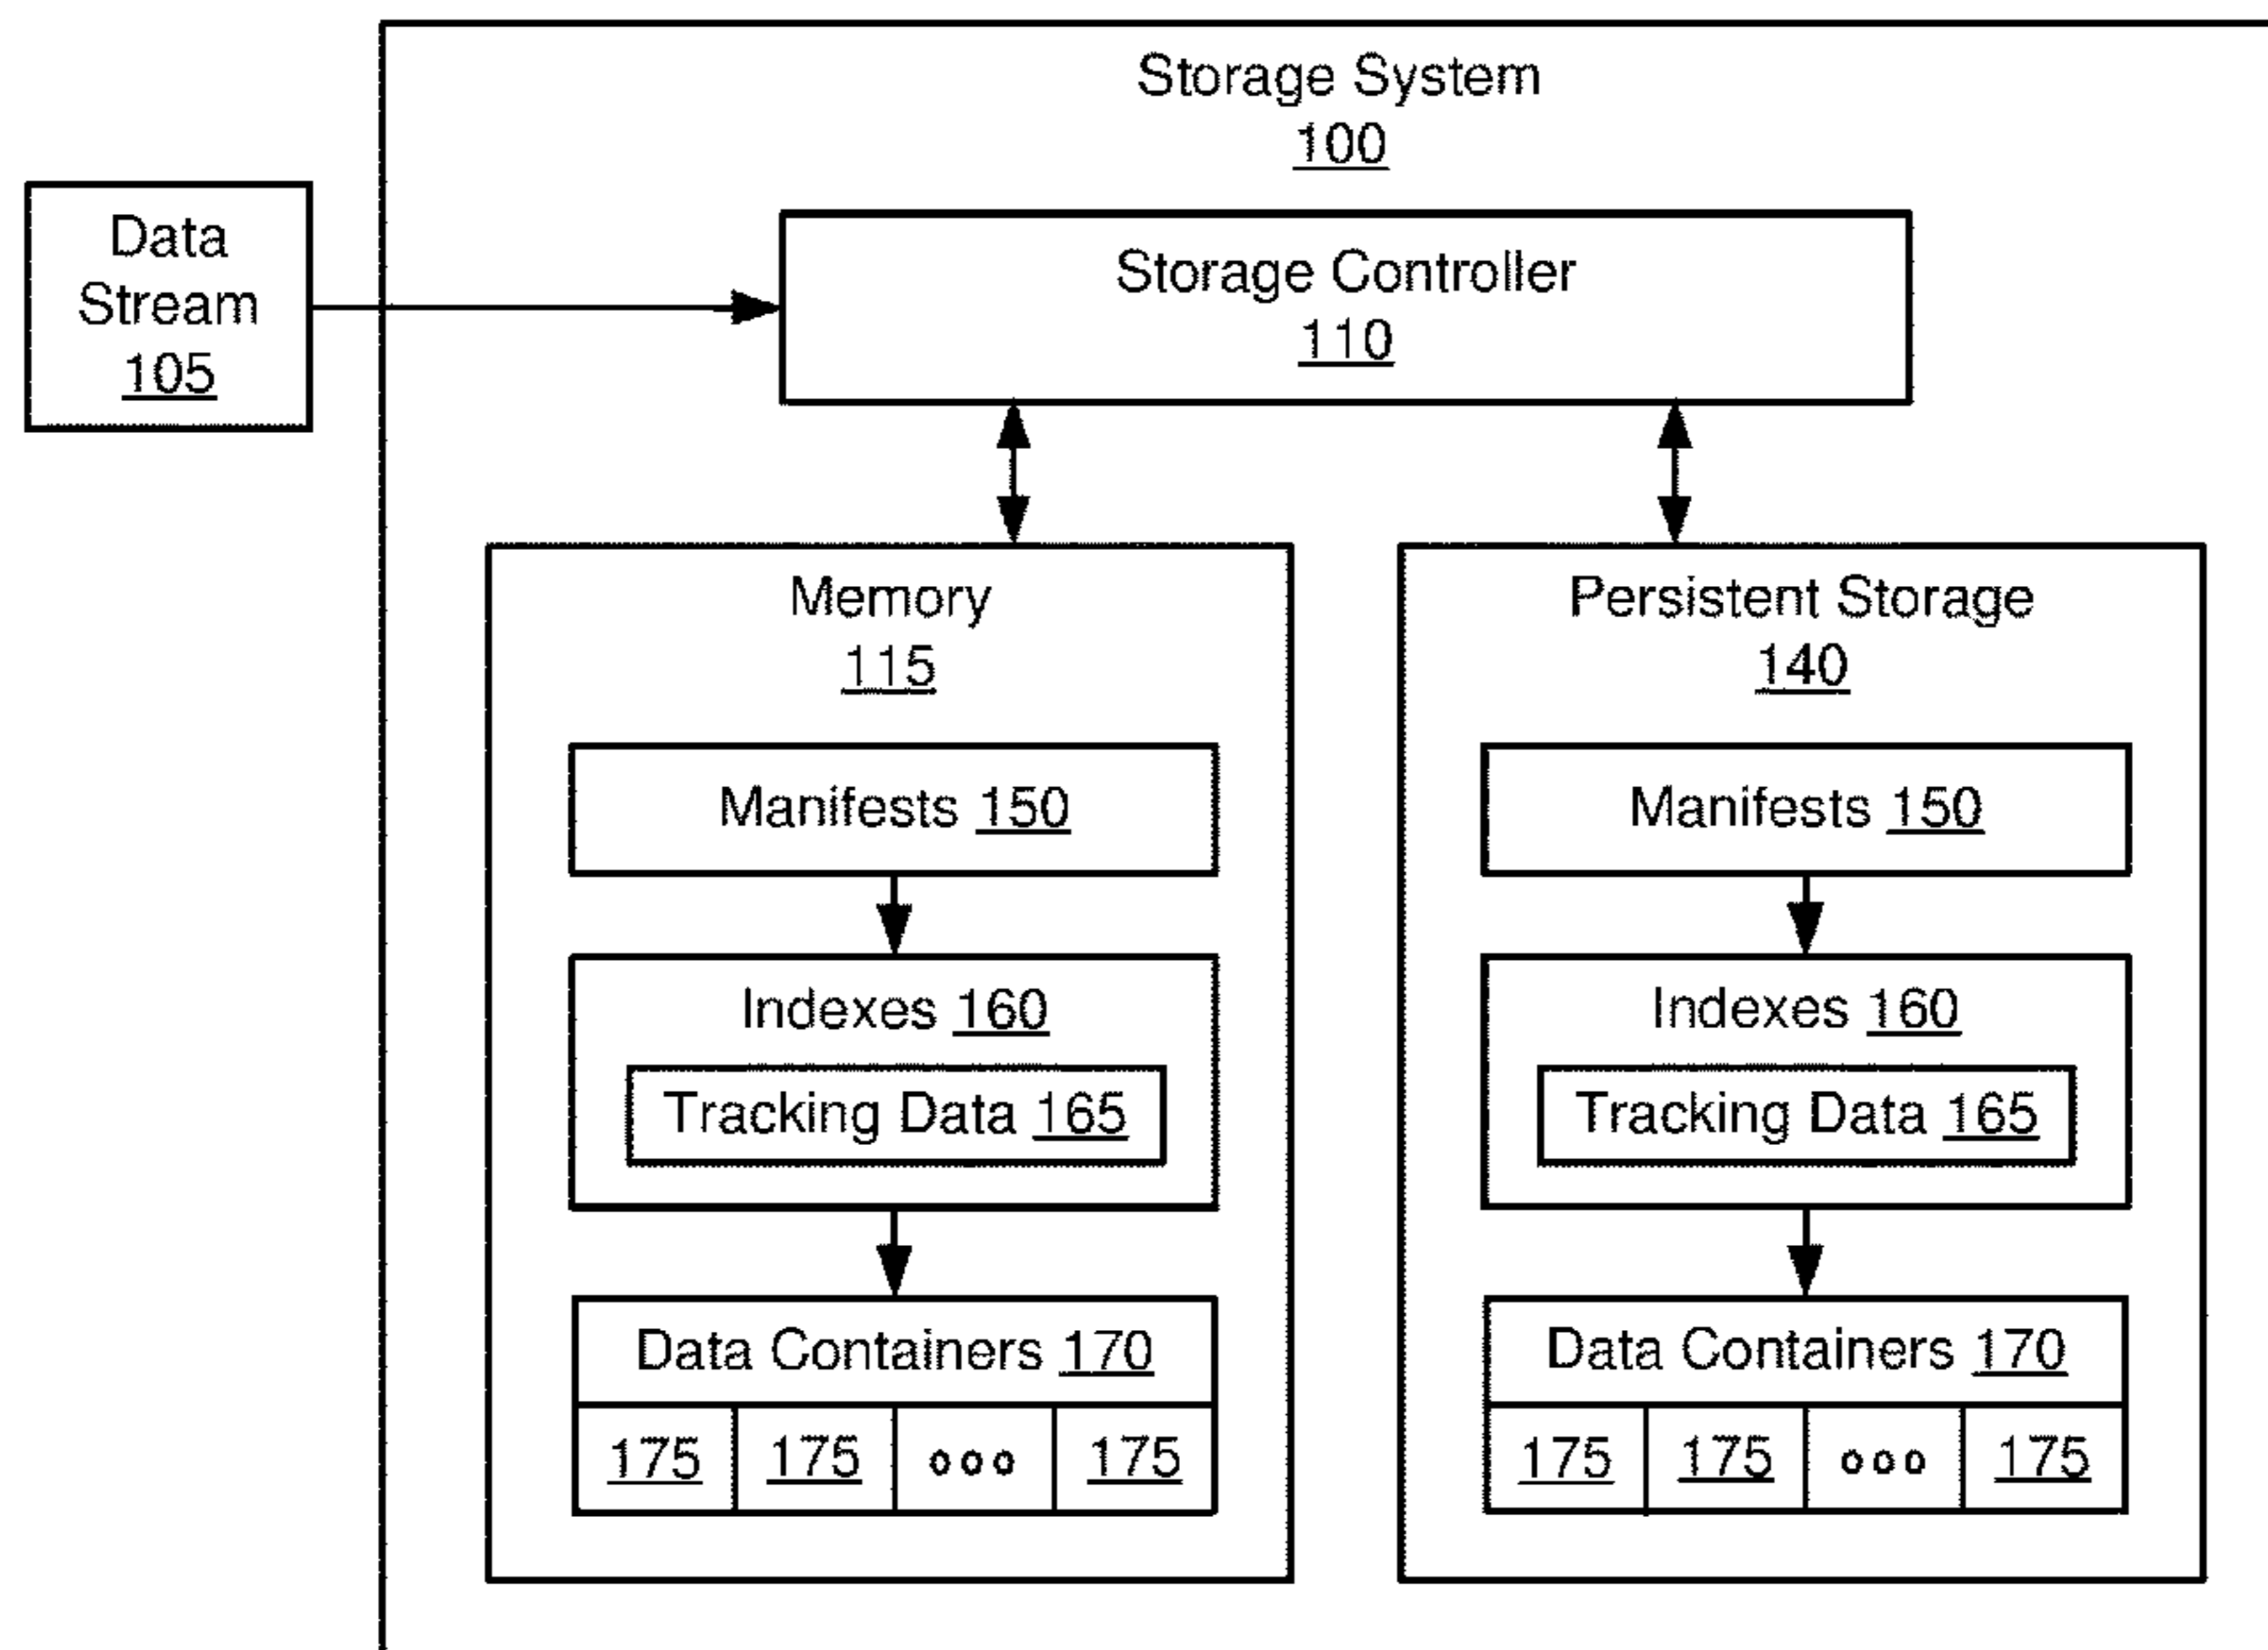 Storage System
100
Data
Stream
105
Storage Controller
110
Memory
115
Manifests 150
Indexes 160
Tracking Data 165
Data Containers 170
175 175 ooo 175
Persistent Storage
140
Manifests 150
Indexes 160
Tracking Data 165
Data Containers 170
175 175 ooo 175